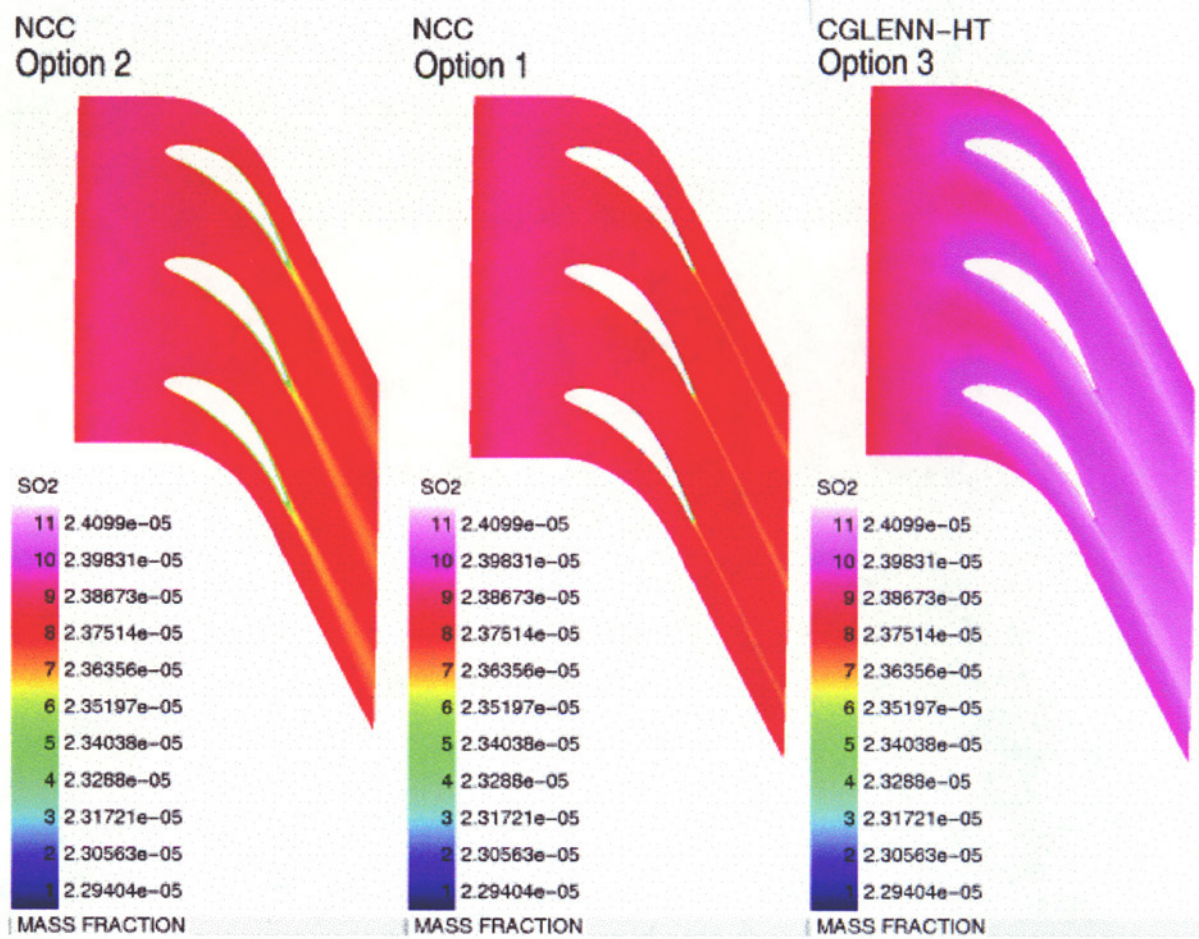 NCC
Option 2
NCC
Option 1
CGLENN-HT
Option 3
SO2
11 2.4099e-05
10 2.39831e-05
9 2.38673e-05
8 2.37514e-05
7 2.36356e-05
6 2.35197e-05
5 2.34038e-05
4 2.3288e-05
3 2.31721e-05
2 2.30563e-05
1 2.29404e-05
MASS FRACTION
SO2
11 2.4099e-05
10 2.39831e-05
9 2.38673e-05
8 2.37514e-05
7 2.36356e-05
6 2.35197e-05
5 2.34038e-05
4 2.3288e-05
3 2.31721e-05
2 2.30563e-05
1 2.29404e-05
MASS FRACTION
SO2
11 2.4099e-05
10 2.39831e-05
9 2.38673e-05
8 2.37514e-05
7 2.36356e-05
6 2.35197e-05
5 2.34038e-05
4 2.3288e-05
3 2.31721e-05
2 2.30563e-05
1 2.29404e-05
MASS FRACTION